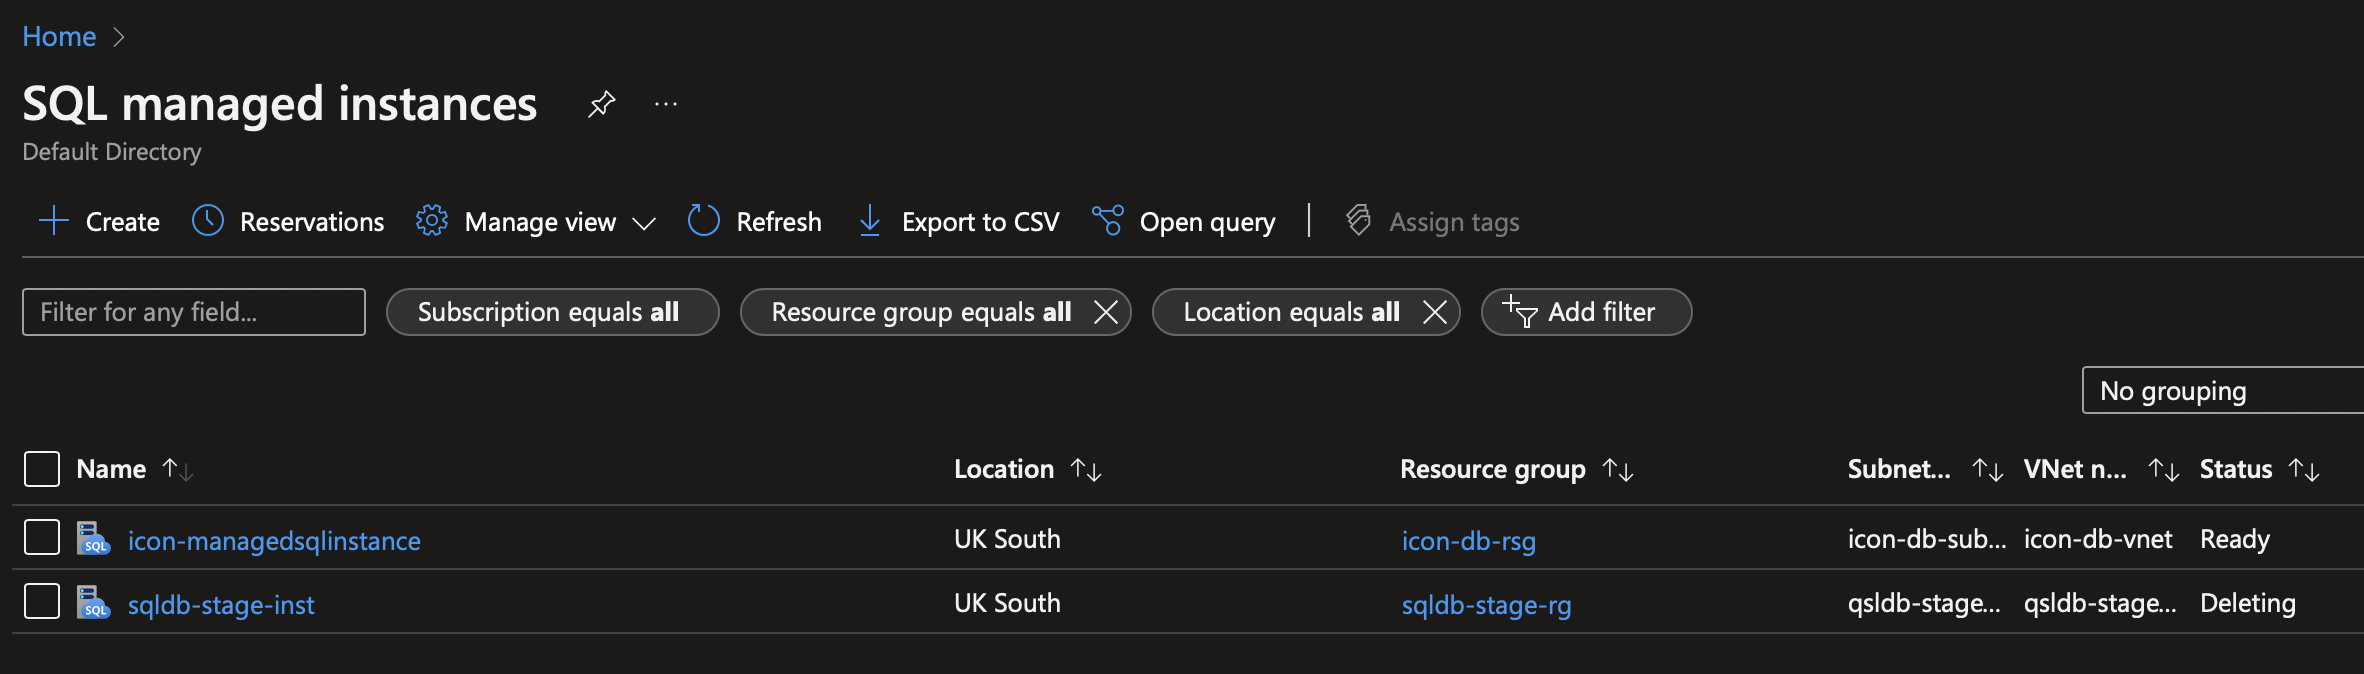 Home
SQL managed instances
Default Directory
Create Reservations Manage view Refresh Export to CSV Open query Assign tags
Filter for any field... Subscription equals all Resource group equals all Location equals all Add filter
No grouping
Name Location Resource group Subnet... VNet n... Status
SQL icon-managedsqlinstance UK South icon-db-rsg icon-db-sub... icon-db-vnet Ready
SQL sqldb-stage-inst UK South sqldb-stage-rg qsldb-stage... qsldb-stage... Deleting